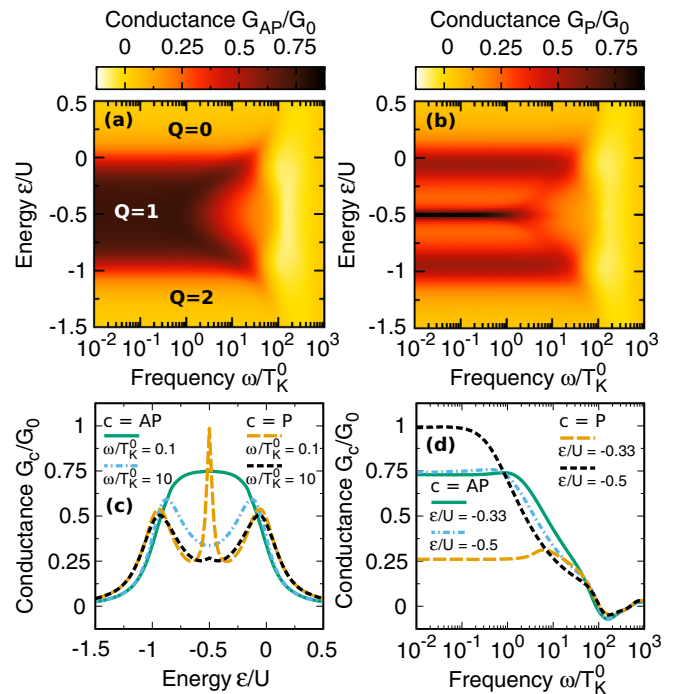 Conductance G_AP/G_0
Conductance G_P/G_0
0 0.25 0.5 0.75
0 0.25 0.5 0.75
(a)
Q=0
Q=1
Q=2
Energy ε/U
0.5
0
-0.5
-1
-1.5
10^-2 10^-1 10^0 10^1 10^2 10^3
Frequency ω/T_K^0
(b)
Energy ε/U
0.5
0
-0.5
-1
-1.5
10^-2 10^-1 10^0 10^1 10^2 10^3
Frequency ω/T_K^0
Conductance G_c/G_0
1
0.75
0.5
0.25
0
c = AP
ω/T_K^0 = 0.1
ω/T_K^0 = 10
c = P
ω/T_K^0 = 0.1
ω/T_K^0 = 10
(c)
-1.5 -1 -0.5 0 0.5
Energy ε/U
Conductance G_c/G_0
1
0.75
0.5
0.25
0
(d)
c = P
ε/U = -0.33
ε/U = -0.5
c = AP
ε/U = -0.33
ε/U = -0.5
10^-2 10^-1 10^0 10^1 10^2 10^3
Frequency ω/T_K^0